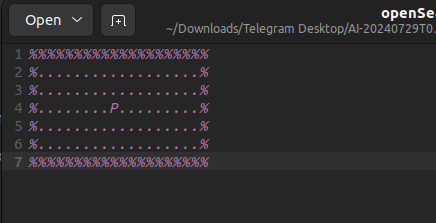 Open
openSe
~/Downloads/Telegram Desktop/AI-20240729T0
1 %%%%%%%%%%%%%%%%%%%%
2 %..................%
3 %..................%
4 %........P.........%
5 %..................%
6 %..................%
7 %%%%%%%%%%%%%%%%%%%%